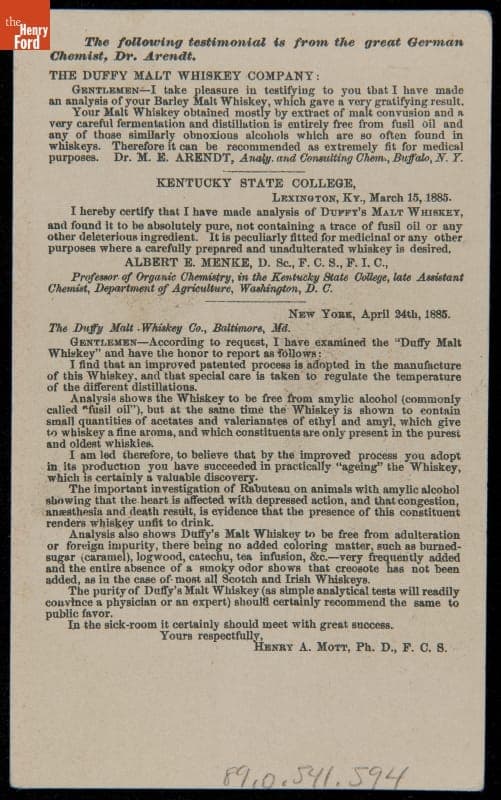 the
Henry
Ford
The following testimonial is from the great German
Chemist, Dr. Arendt.
THE DUFFY MALT WHISKEY COMPANY:
GENTLEMEN—I take pleasure in testifying to you that I have made
an analysis of your Barley Malt Whiskey, which gave a very gratifying result.
Your Malt Whiskey obtained mostly by extract of malt convusion and a
very careful fermentation and distillation is entirely free from fusil oil and
any of those similarly obnoxious alcohols which are so often found in
whiskeys. Therefore it can be recommended as extremely fit for medical
purposes. Dr. M. E. ARENDT, Analy. and Consulting Chem., Buffalo, N. Y.
KENTUCKY STATE COLLEGE,
LEXINGTON, KY., March 15, 1885.
I hereby certify that I have made analysis of DUFFY'S MALT WHISKEY,
and found it to be absolutely pure, not containing a trace of fusil oil or any
other deleterious ingredient. It is peculiarly fitted for medicinal or any other
purposes where a carefully prepared and unadulterated whiskey is desired.
ALBERT E. MENKE, D. Sc., F. C. S., F. I. C.,
Professor of Organic Chemistry, in the Kentucky State College, late Assistant
Chemist, Department of Agriculture, Washington, D. C.
NEW YORK, April 24th, 1885.
The Duffy Malt Whiskey Co., Baltimore, Md.
GENTLEMEN—According to request, I have examined the "Duffy Malt
Whiskey" and have the honor to report as follows:
I find that an improved patented process is adopted in the manufacture
of this Whiskey, and that special care is taken to regulate the temperature
of the different distillations.
Analysis shows the Whiskey to be free from amylic alcohol (commonly
called "fusil oil"), but at the same time the Whiskey is shown to contain
small quantities of acetates and valerianates of ethyl and amyl, which give
to whiskey a fine aroma, and which constituents are only present in the purest
and oldest whiskies.
I am led therefore, to believe that by the improved process you adopt
in its production you have succeeded in practically "ageing" the Whiskey,
which is certainly a valuable discovery.
The important investigation of Rabuteau on animals with amylic alcohol
showing that the heart is affected with depressed action, and that congestion,
anæsthesia and death result, is evidence that the presence of this constituent
renders whiskey unfit to drink.
Analysis also shows Duffy's Malt Whiskey to be free from adulteration
or foreign impurity, there being no added coloring matter, such as burned-
sugar (caramel), logwood, catechu, tea infusion, &c.—very frequently added
and the entire absence of a smoky odor shows that creosote has not been
added, as in the case of most all Scotch and Irish Whiskeys.
The purity of Duffy's Malt Whiskey (as simple analytical tests will readily
convince a physician or an expert) should certainly recommend the same to
public favor.
In the sick-room it certainly should meet with great success.
Yours respectfully,
HENRY A. MOTT, Ph. D., F. C. S.
89.0.541.594